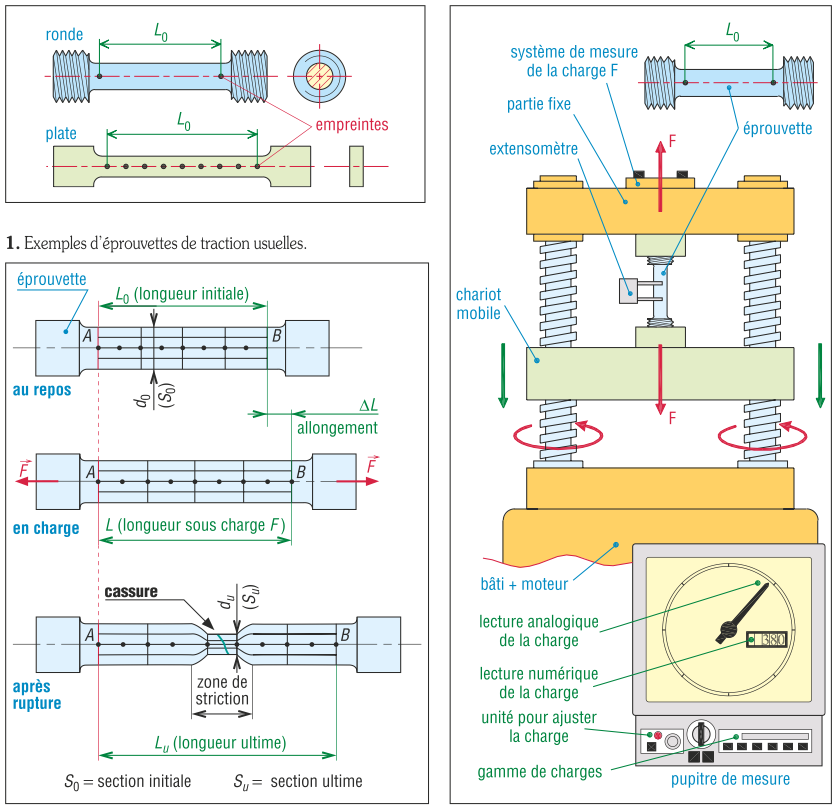 ronde
L0
empreintes
plate
L0
1. Exemples d'éprouvettes de traction usuelles.
éprouvette
L0 (longueur initiale)
A
B
au repos
d0
(S0)
ΔL
allongement
F
A
B
F
en charge
L (longueur sous charge F)
cassure
du
(Su)
A
B
après
rupture
zone de
striction
Lu (longueur ultime)
S0 = section initiale
Su = section ultime
système de mesure
de la charge F
L0
partie fixe
éprouvette
extensomètre
F
chariot
mobile
F
bâti + moteur
lecture analogique
de la charge
380
lecture numérique
de la charge
unité pour ajuster
la charge
gamme de charges
pupitre de mesure